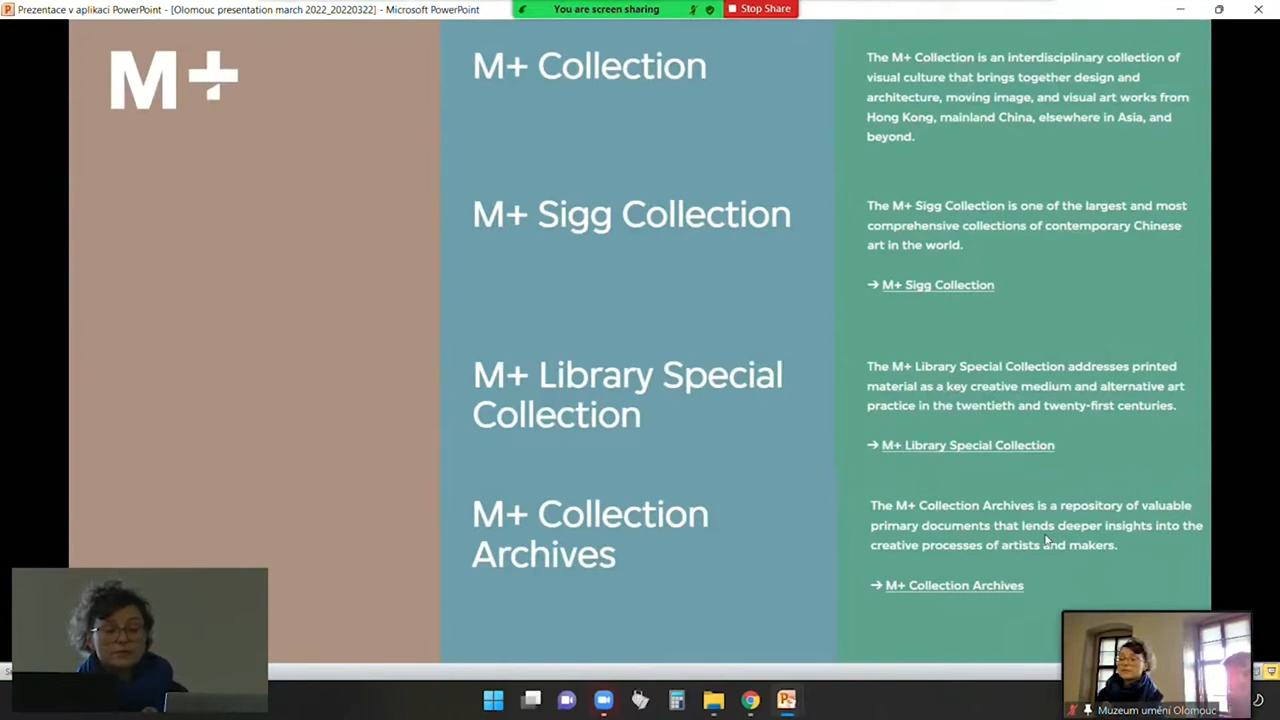 Prezentace v aplikaci PowerPoint - [Olomouc presentation march 2022_20220322] - Microsoft PowerPoint
You are screen sharing
Stop Share
M+
M+ Collection
The M+ Collection is an interdisciplinary collection of
visual culture that brings together design and
architecture, moving image, and visual art works from
Hong Kong, mainland China, elsewhere in Asia, and
beyond.
M+ Sigg Collection
The M+ Sigg Collection is one of the largest and most
comprehensive collections of contemporary Chinese
art in the world.
→ M+ Sigg Collection
M+ Library Special
Collection
The M+ Library Special Collection addresses printed
material as a key creative medium and alternative art
practice in the twentieth and twenty-first centuries.
→ M+ Library Special Collection
M+ Collection
Archives
The M+ Collection Archives is a repository of valuable
primary documents that lends deeper insights into the
creative processes of artists and makers.
→ M+ Collection Archives
Muzeum umění Olomouc